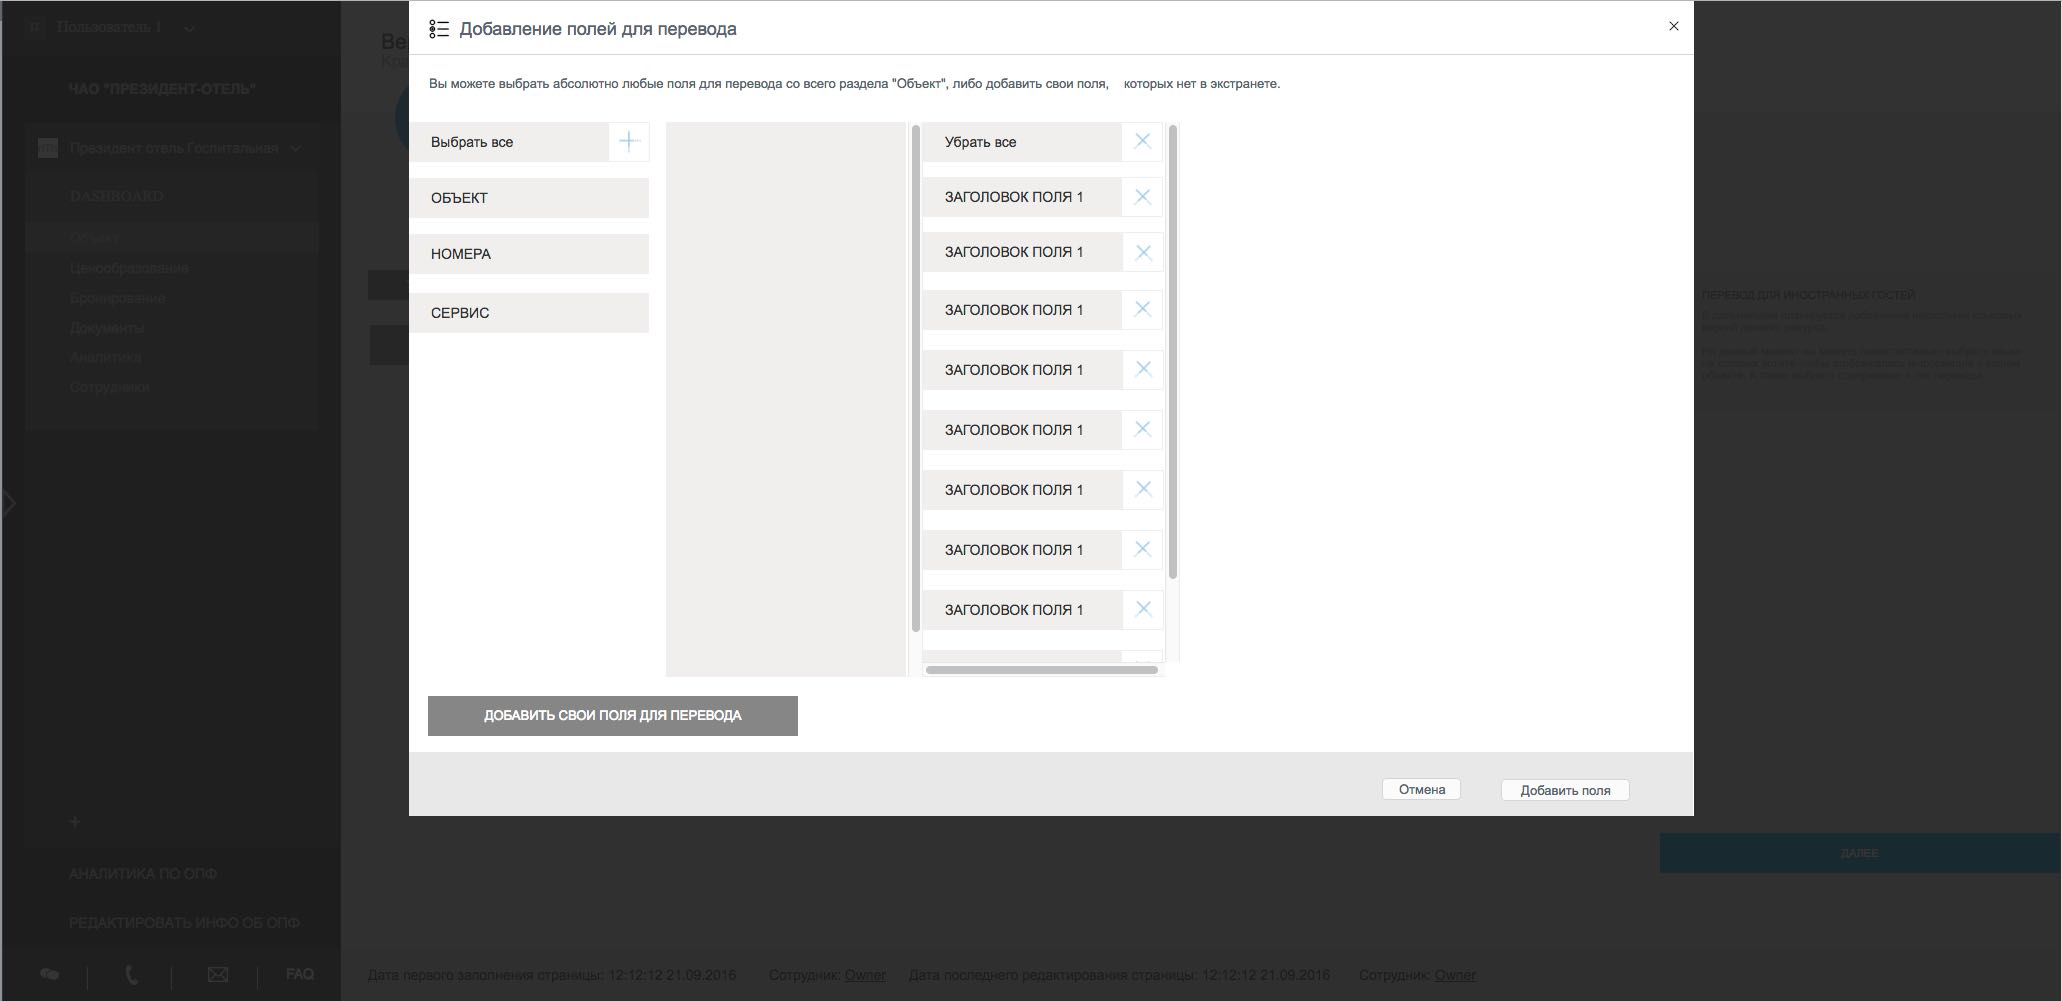 Пользователь 1
ЧАО "ПРЕЗИДЕНТ-ОТЕЛЬ"
Президент отель Госпитальная
DASHBOARD
Объект
Ценообразование
Бронирование
Документы
Аналитика
Сотрудники
+
АНАЛИТИКА ПО ОПФ
РЕДАКТИРОВАТЬ ИНФО ОБ ОПФ
FAQ
Добавление полей для перевода
Вы можете выбрать абсолютно любые поля для перевода со всего раздела "Объект", либо добавить свои поля, которых нет в экстранете.
Выбрать все
ОБЪЕКТ
НОМЕРА
СЕРВИС
Убрать все
ЗАГОЛОВОК ПОЛЯ 1
ЗАГОЛОВОК ПОЛЯ 1
ЗАГОЛОВОК ПОЛЯ 1
ЗАГОЛОВОК ПОЛЯ 1
ЗАГОЛОВОК ПОЛЯ 1
ЗАГОЛОВОК ПОЛЯ 1
ЗАГОЛОВОК ПОЛЯ 1
ЗАГОЛОВОК ПОЛЯ 1
ДОБАВИТЬ СВОИ ПОЛЯ ДЛЯ ПЕРЕВОДА
Отмена
Добавить поля
ПЕРЕВОД ДЛЯ ИНОСТРАННЫХ ГОСТЕЙ
ДАЛЕЕ
Дата первого заполнения страницы: 12:12:12 21.09.2016 Сотрудник: Owner Дата последнего редактирования страницы: 12:12:12 21.09.2016 Сотрудник: Owner